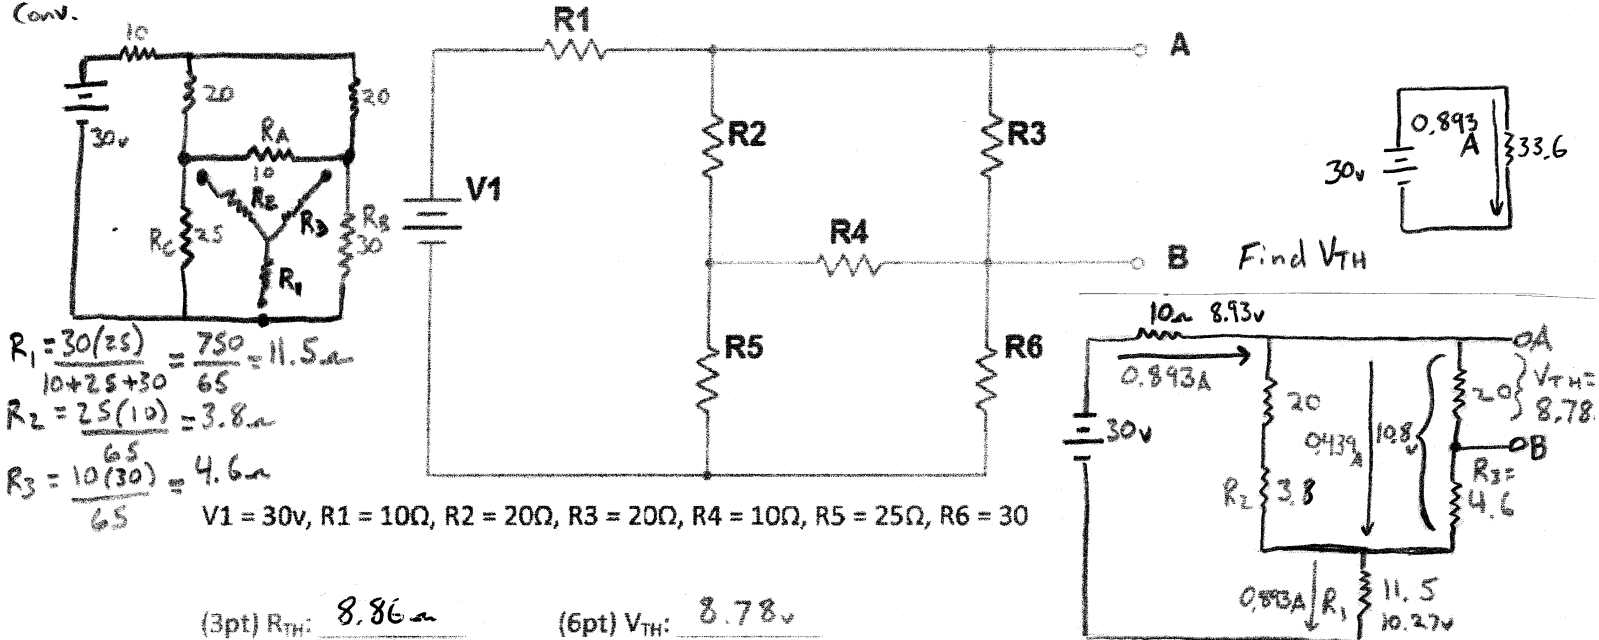 Conv.
10
20
20
30v
RA
10
R2
R3
RC
25
RB
30
R1
R1 = 30(25) / 10+25+30 = 750 / 65 = 11.5Ω
R2 = 25(10) / 65 = 3.8Ω
R3 = 10(30) / 65 = 4.6Ω
R1
A
R2
R3
V1
R4
B
R5
R6
V1 = 30v, R1 = 10Ω, R2 = 20Ω, R3 = 20Ω, R4 = 10Ω, R5 = 25Ω, R6 = 30
(3pt) RTH: 8.86Ω (6pt) VTH: 8.78v
0.893 A
30v
33.6
Find VTH
10Ω 8.93v
0.893A
A
30v
20
0.439A
10.8v
20
VTH=
8.78
B
R2 3.8
R3=
4.6
0.893A
R1
11.5
10.27v